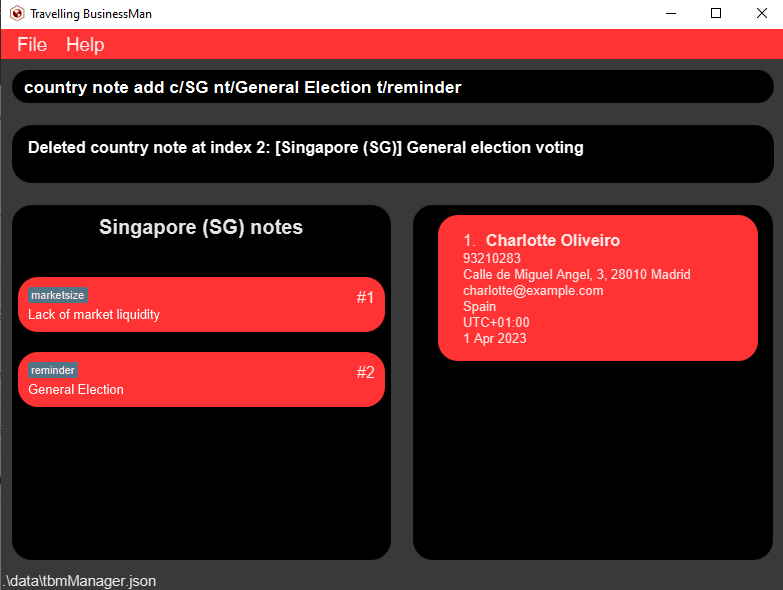 Travelling BusinessMan
File Help
country note add c/SG nt/General Election t/reminder
Deleted country note at index 2: [Singapore (SG)] General election voting
Singapore (SG) notes
marketsize
#1
Lack of market liquidity
reminder
#2
General Election
1. Charlotte Oliveiro
93210283
Calle de Miguel Angel, 3, 28010 Madrid
charlotte@example.com
Spain
UTC+01:00
1 Apr 2023
.\data\tbmManager.json